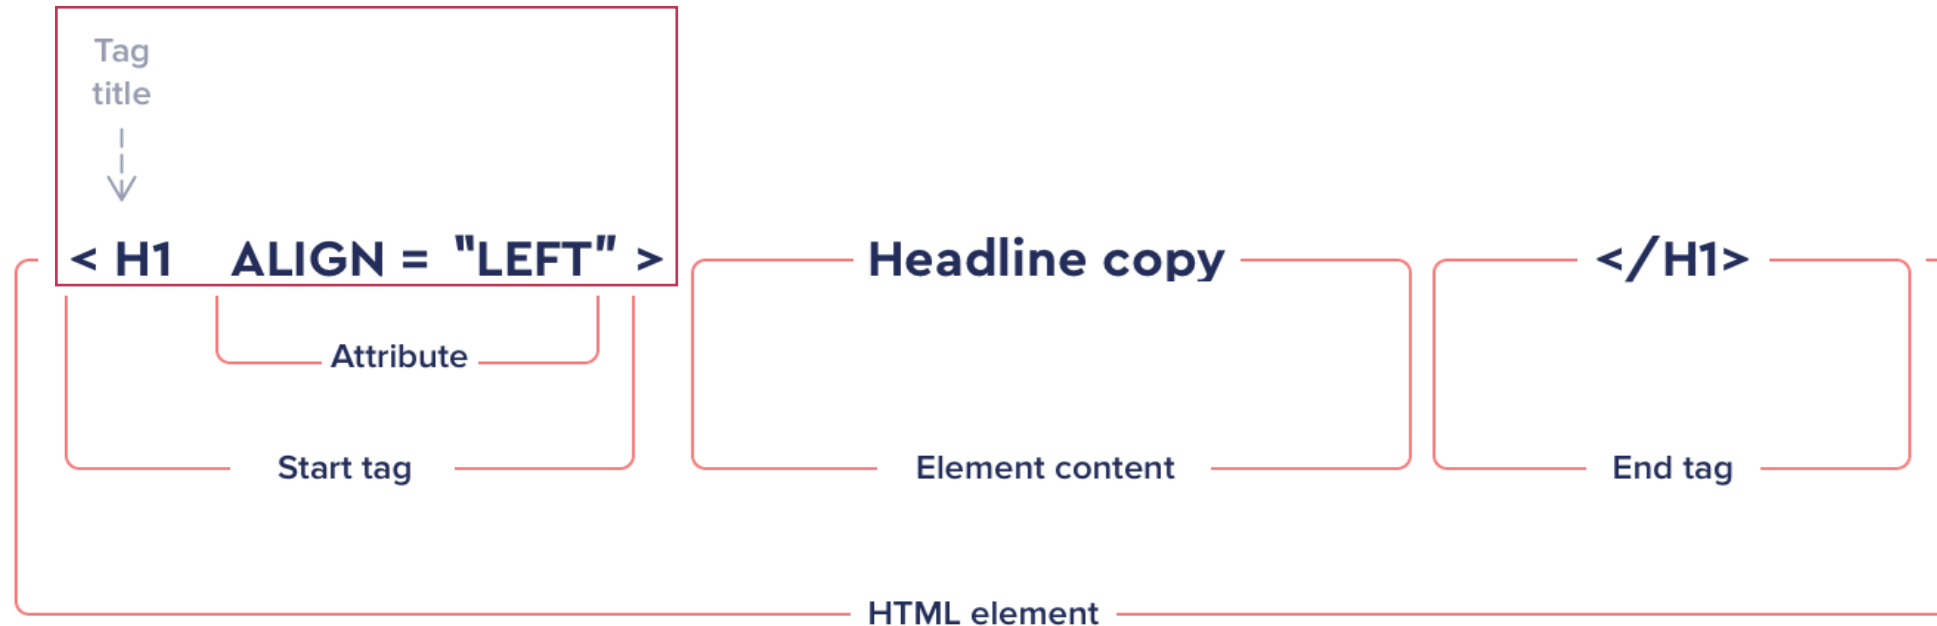 Tag
title
< H1 ALIGN = "LEFT" > Headline copy </H1>
Attribute
Start tag Element content End tag
HTML element